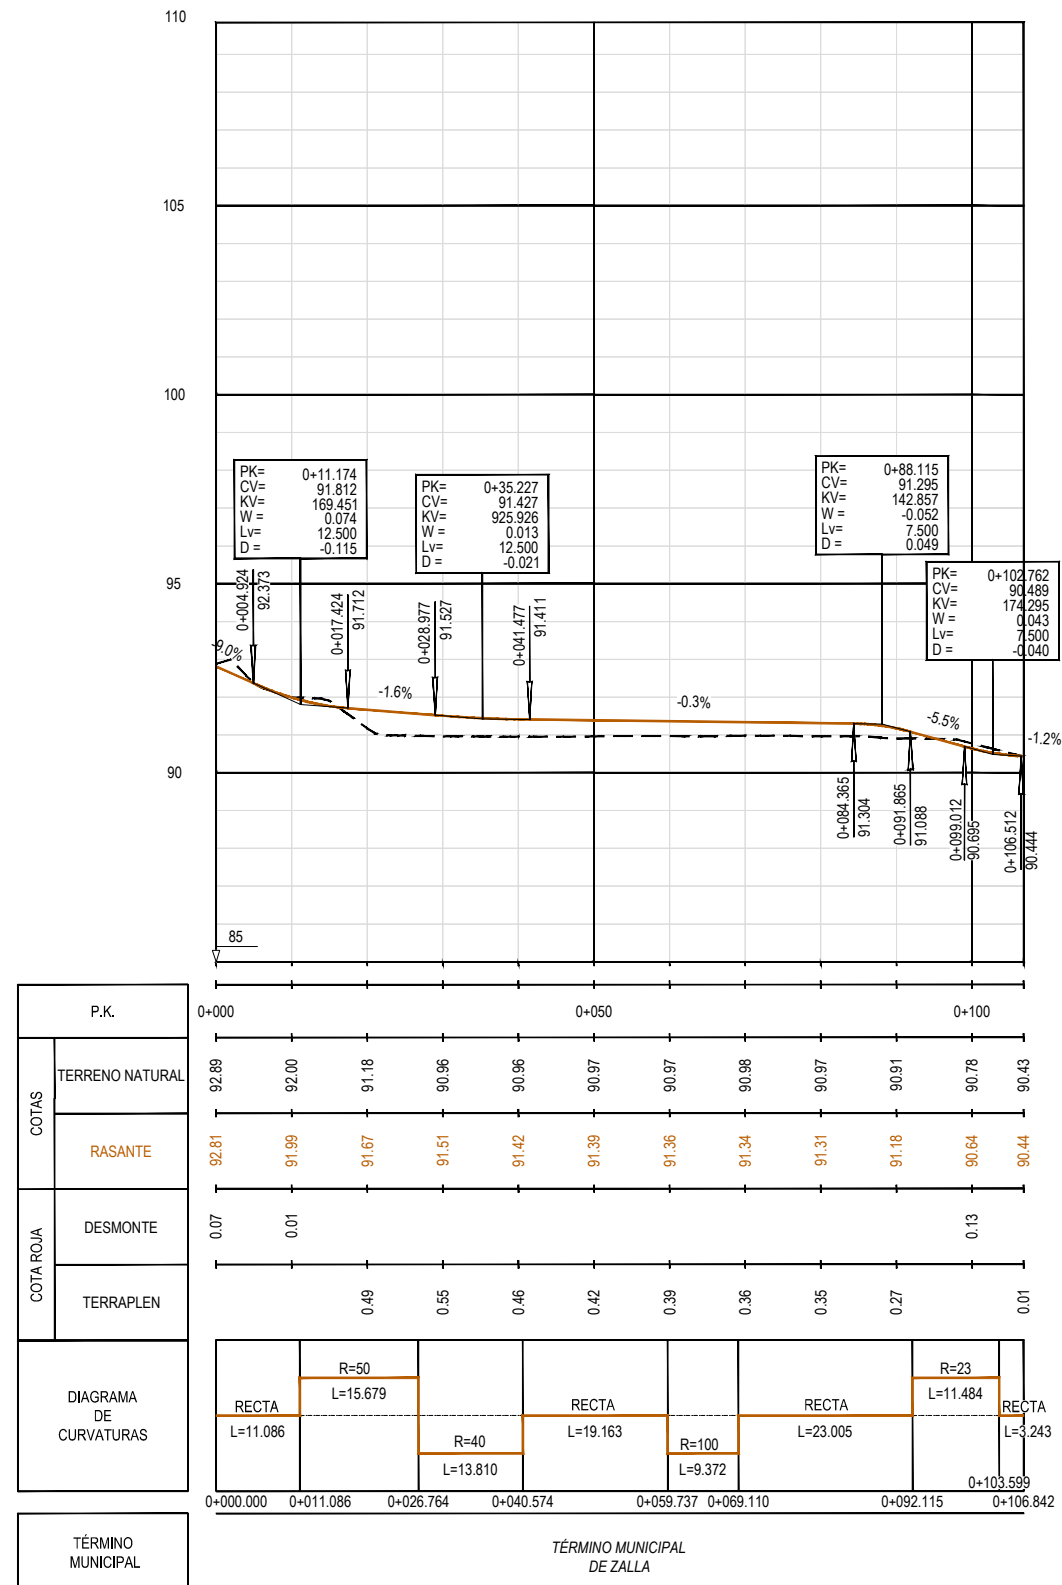 110
105
100
95
90
85
PK= 0+11.174
CV= 91.812
KV= 169.451
W = 0.074
Lv= 12.500
D = -0.115
PK= 0+35.227
CV= 91.427
KV= 925.926
W = 0.013
Lv= 12.500
D = -0.021
PK= 0+88.115
CV= 91.295
KV= 142.857
W = -0.052
Lv= 7.500
D = 0.049
PK= 0+102.762
CV= 90.489
KV= 174.295
W = 0.043
Lv= 7.500
D = -0.040
0+004.924
92.373
0+017.424
91.712
0+028.977
91.527
0+041.477
91.411
-9.0%
-1.6%
-0.3%
-5.5%
-1.2%
0+084.365
91.304
0+091.865
91.088
0+099.012
90.695
0+106.512
90.444
P.K. 0+000 0+050 0+100
COTAS
TERRENO NATURAL 92.89 92.00 91.18 90.96 90.96 90.97 90.97 90.98 90.97 90.91 90.78 90.43
RASANTE 92.81 91.99 91.67 91.51 91.42 91.39 91.36 91.34 91.31 91.18 90.64 90.44
COTA ROJA
DESMONTE 0.07 0.01 0.13
TERRAPLEN 0.49 0.55 0.46 0.42 0.39 0.36 0.35 0.27 0.01
DIAGRAMA
DE
CURVATURAS
RECTA
L=11.086
R=50
L=15.679
R=40
L=13.810
RECTA
L=19.163
R=100
L=9.372
RECTA
L=23.005
R=23
L=11.484
RECTA
L=3.243
0+103.599
0+000.000 0+011.086 0+026.764 0+040.574 0+059.737 0+069.110 0+092.115 0+106.842
TÉRMINO
MUNICIPAL
TÉRMINO MUNICIPAL
DE ZALLA